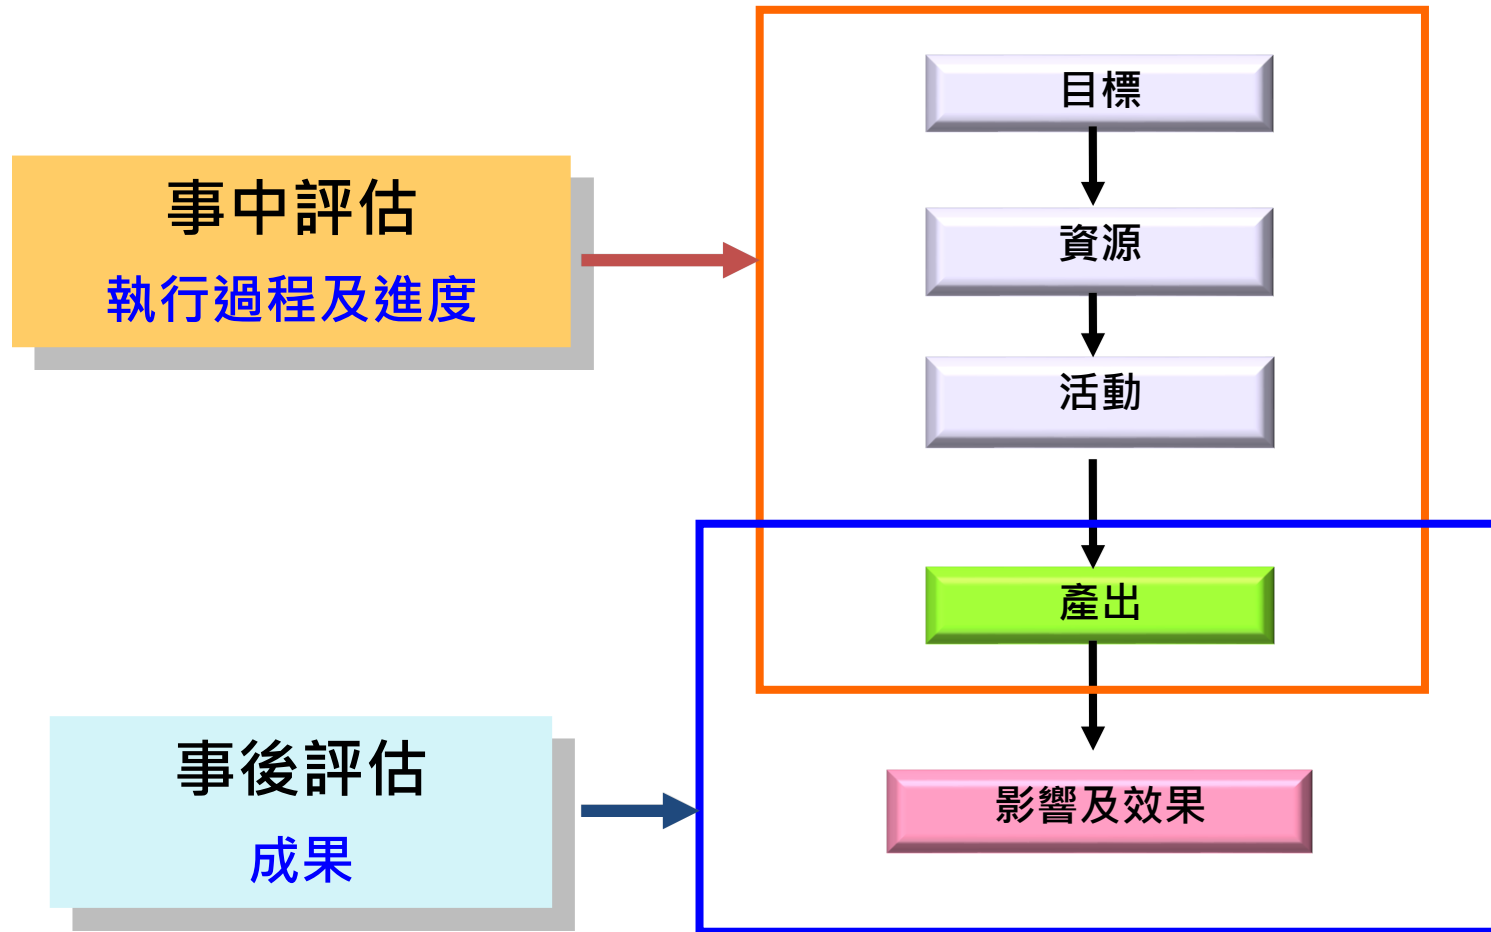 目標
事中評估
執行過程及進度
資源
活動
產出
事後評估
成果
影響及效果